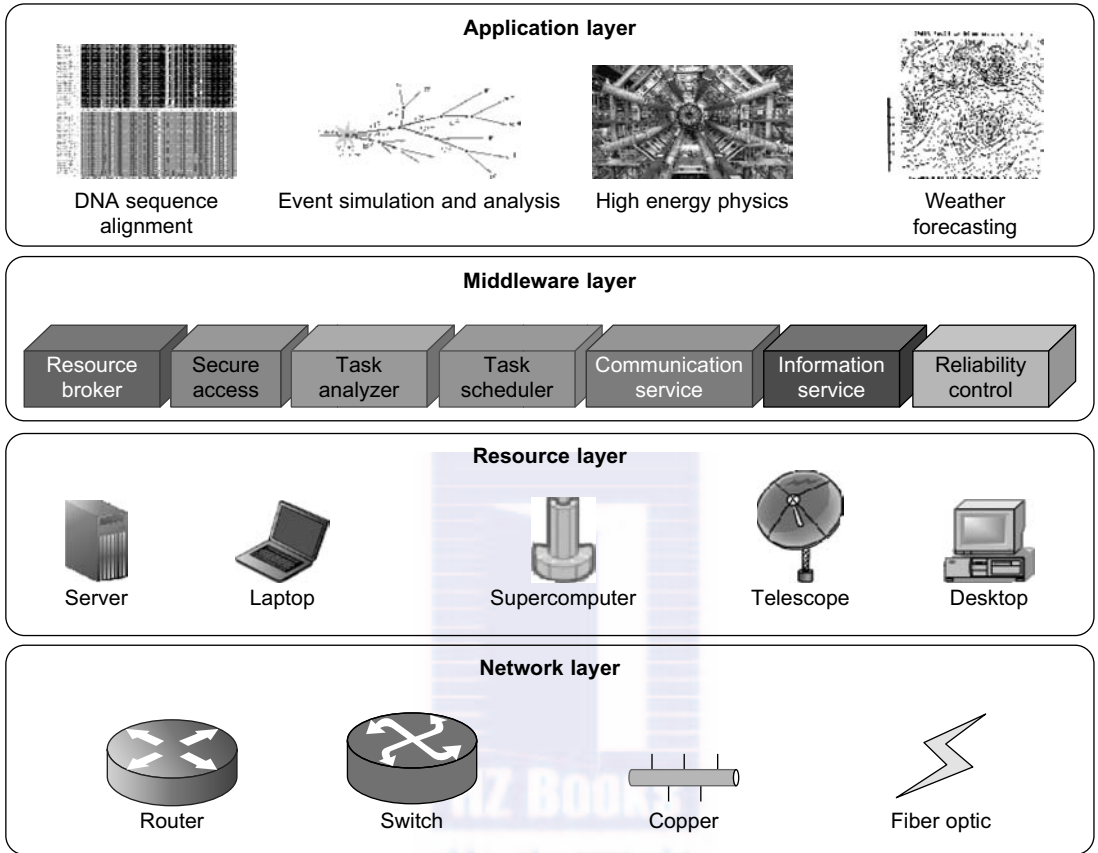 Application layer
DNA sequence
alignment
Event simulation and analysis
High energy physics
Weather
forecasting
Middleware layer
Resource
broker
Secure
access
Task
analyzer
Task
scheduler
Communication
service
Information
service
Reliability
control
Resource layer
Server
Laptop
Supercomputer
Telescope
Desktop
Network layer
HZ Books
Router
Switch
Copper
Fiber optic